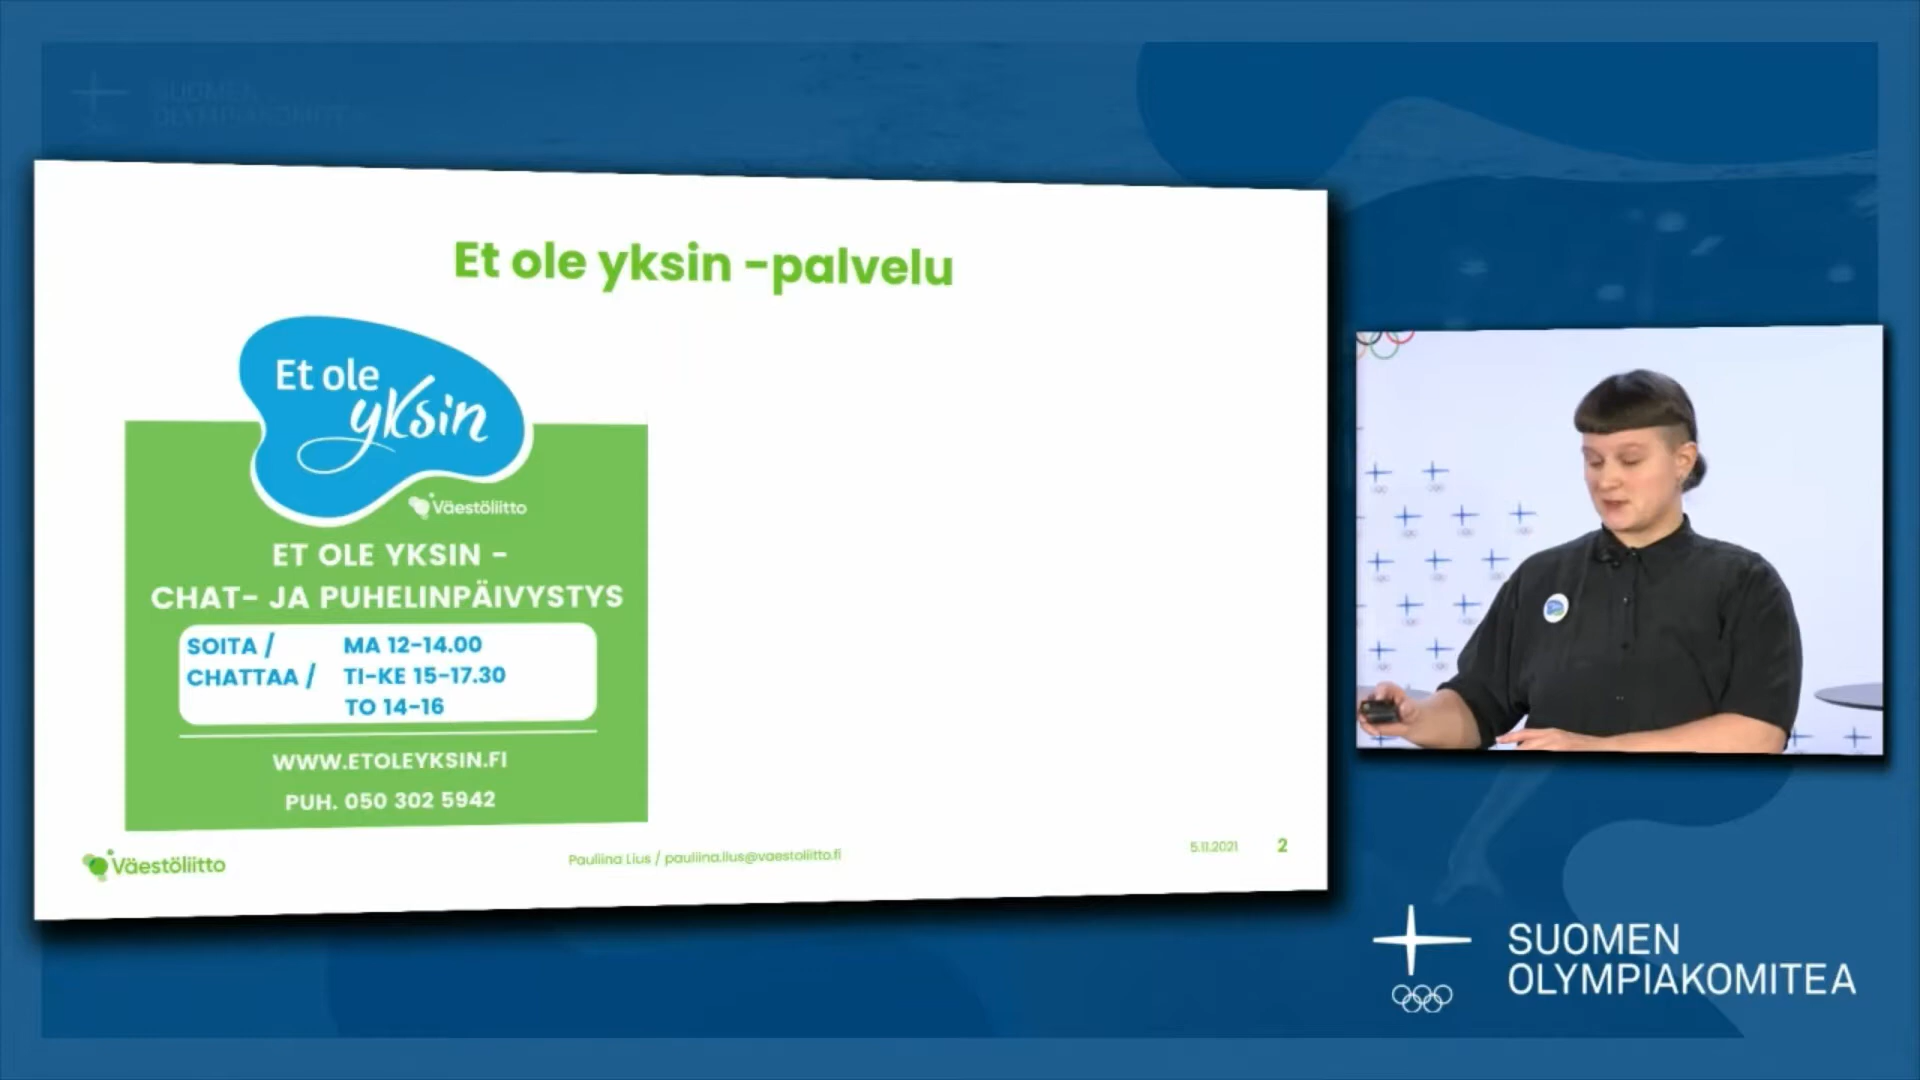 SUOMEN
OLYMPIAKOMITEA
Et ole yksin -palvelu
Et ole
yksin
Väestöliitto
ET OLE YKSIN -
CHAT- JA PUHELINPÄIVYSTYS
SOITA / MA 12-14.00
CHATTAA / TI-KE 15-17.30
TO 14-16
WWW.ETOLEYKSIN.FI
PUH. 050 302 5942
Väestöliitto
Pauliina Lius / pauliina.lius@vaestoliitto.fi
5.11.2021
2
SUOMEN
OLYMPIAKOMITEA